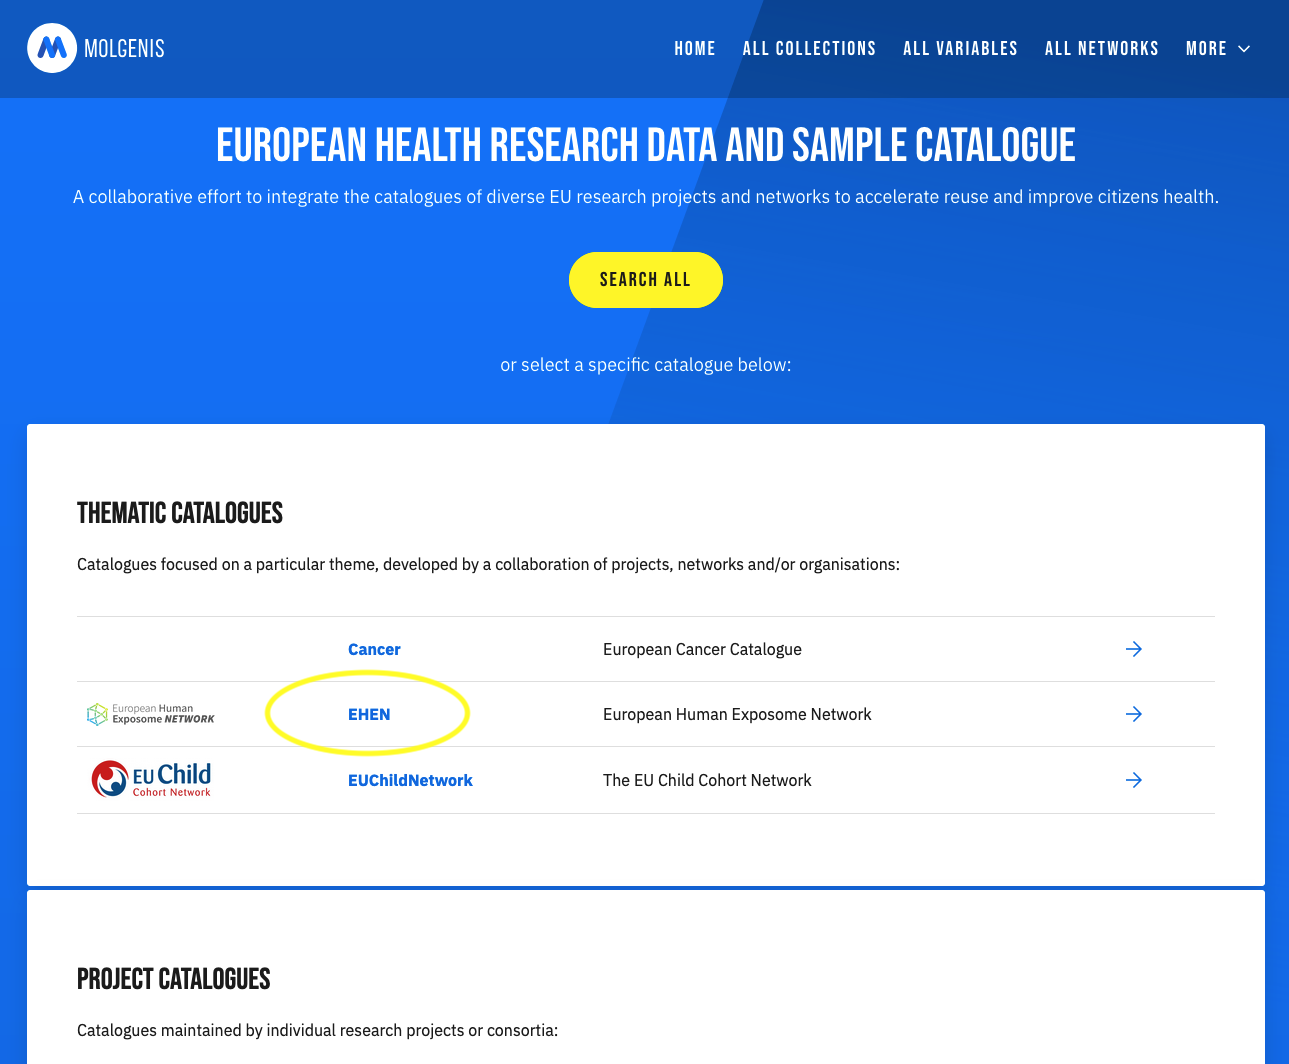 MOLGENIS
HOME ALL COLLECTIONS ALL VARIABLES ALL NETWORKS MORE
EUROPEAN HEALTH RESEARCH DATA AND SAMPLE CATALOGUE
A collaborative effort to integrate the catalogues of diverse EU research projects and networks to accelerate reuse and improve citizens health.
SEARCH ALL
or select a specific catalogue below:
THEMATIC CATALOGUES
Catalogues focused on a particular theme, developed by a collaboration of projects, networks and/or organisations:
Cancer European Cancer Catalogue
European Human
Exposome NETWORK
EHEN European Human Exposome Network
EU Child
Cohort Network
EUChildNetwork The EU Child Cohort Network
PROJECT CATALOGUES
Catalogues maintained by individual research projects or consortia: